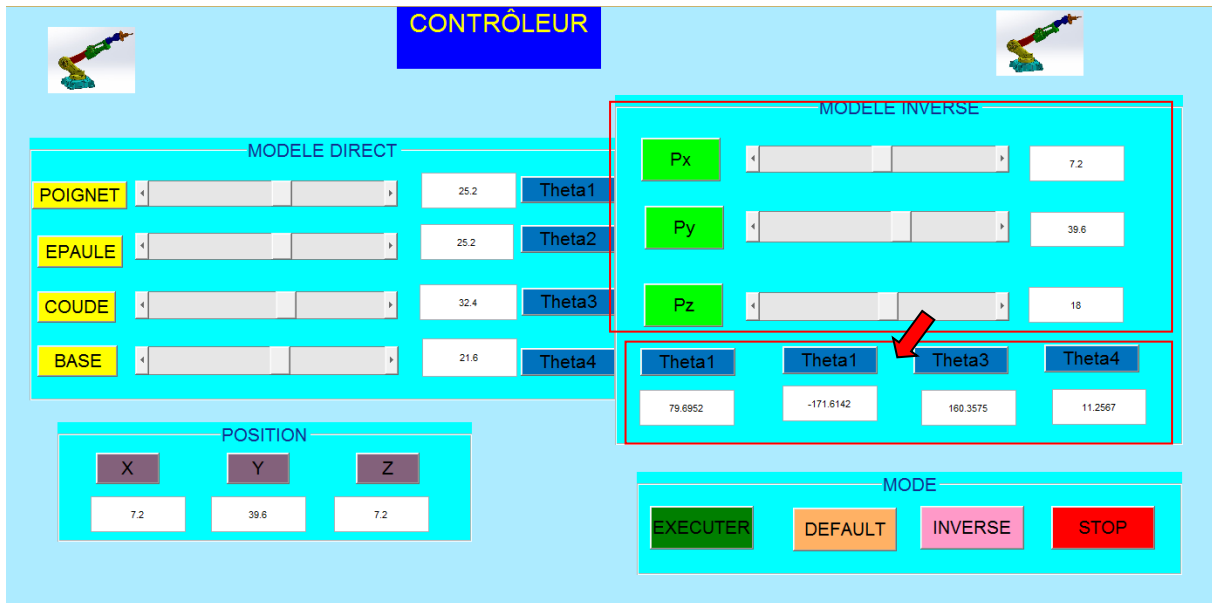 CONTRÔLEUR
MODELE DIRECT
POIGNET 25.2 Theta1
EPAULE 25.2 Theta2
COUDE 32.4 Theta3
BASE 21.6 Theta4
POSITION
X Y Z
7.2 39.6 7.2
MODELE INVERSE
Px 7.2
Py 39.6
Pz 18
Theta1 Theta1 Theta3 Theta4
79.6952 -171.6142 160.3575 11.2567
MODE
EXECUTER DEFAULT INVERSE STOP